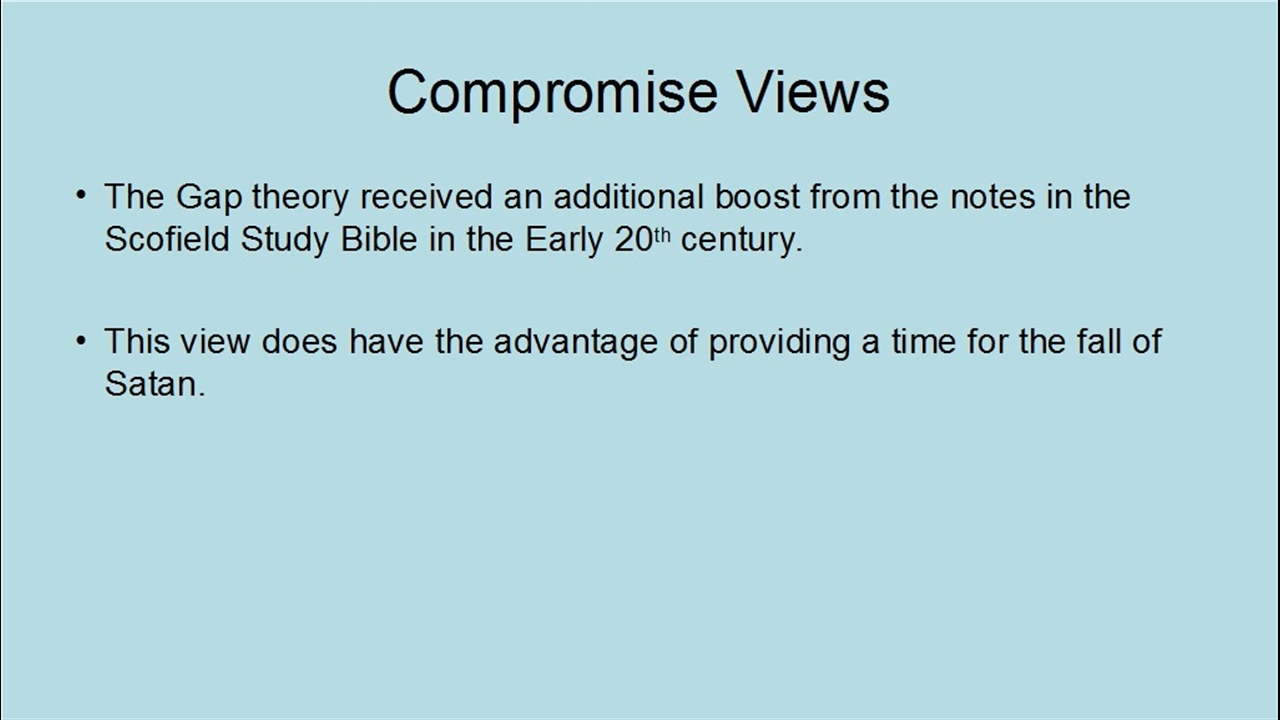 Compromise Views
• The Gap theory received an additional boost from the notes in the
Scofield Study Bible in the Early 20th century.
• This view does have the advantage of providing a time for the fall of
Satan.